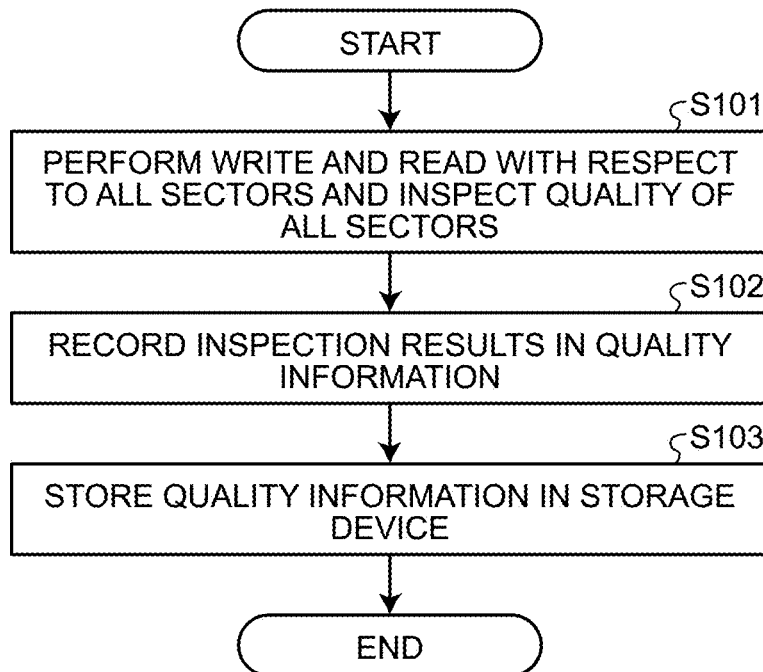 START
S101
PERFORM WRITE AND READ WITH RESPECT
TO ALL SECTORS AND INSPECT QUALITY OF
ALL SECTORS
S102
RECORD INSPECTION RESULTS IN QUALITY
INFORMATION
S103
STORE QUALITY INFORMATION IN STORAGE
DEVICE
END